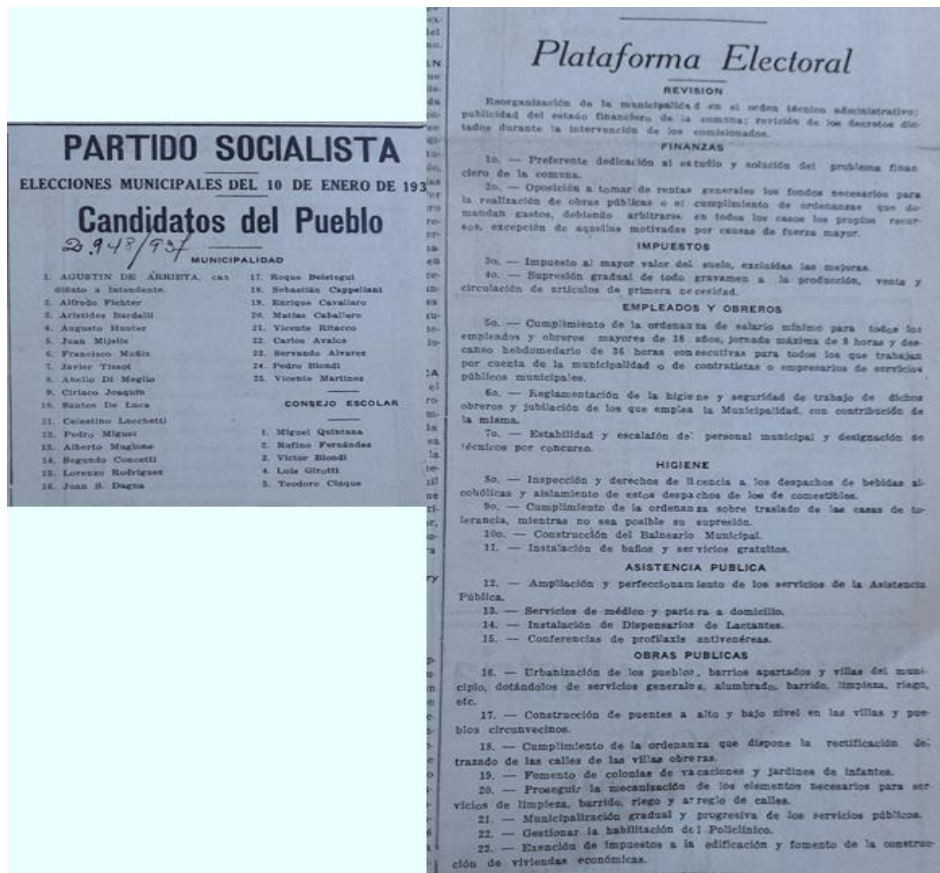 PARTIDO SOCIALISTA
ELECCIONES MUNICIPALES DEL 10 DE ENERO DE 193
Candidatos del Pueblo
2.948/937
MUNICIPALIDAD
1. AGUSTIN DE ARRIETA, can
didato a Intendente.
2. Alfredo Fichter
3. Aristides Bardelli
4. Augusto Hunter
5. Juan Mijelle
6. Francisco Muñiz
7. Javier Tissot
8. Anelio Di Meglio
9. Ciriaco Joaquín
10. Santos De Luca
11. Celestino Lucchetti
12. Pedro Miguel
13. Alberto Maglone
14. Segundo Concetti
15. Lorenzo Rodríguez
16. Juan B. Dagna
17. Roque Beistegui
18. Sebastián Cappellani
19. Enrique Cavallaro
20. Matías Caballero
21. Vicente Ritacco
22. Carlos Avalos
23. Servando Alvarez
24. Pedro Biondi
25. Vicente Martínez
CONSEJO ESCOLAR
1. Miguel Quintana
2. Rufino Fernández
3. Víctor Biondi
4. Luis Girotti
5. Teodoro Cinque
Plataforma Electoral
REVISION
Reorganización de la municipalidad en el orden técnico administrativo;
publicidad del estado financiero de la comuna; revisión de los decretos dic
tados durante la intervención de los comisionados.
FINANZAS
1o. — Preferente dedicación al estudio y solución del problema finan
ciero de la comuna.
2o. — Oposición a tomar de rentas generales los fondos necesarios para
la realización de obras públicas o el cumplimiento de ordenanzas que de
mandan gastos, debiendo arbitrarse en todos los casos los propios recur
sos, excepción de aquellas motivadas por causas de fuerza mayor.
IMPUESTOS
3o. — Impuesto al mayor valor del suelo, excluidas las mejoras.
4o. — Supresión gradual de todo gravamen a la producción, venta y
circulación de artículos de primera necesidad.
EMPLEADOS Y OBREROS
5o. — Cumplimiento de la ordenanza de salario mínimo para todos los
empleados y obreros mayores de 18 años, jornada máxima de 8 horas y des
canso hebdomedario de 36 horas consecutivas para todos los que trabajan
por cuenta de la municipalidad o de contratistas o empresarios de servicios
públicos municipales.
6o. — Reglamentación de la higiene y seguridad de trabajo de dichos
obreros y jubilación de los que emplea la Municipalidad, con contribución de
la misma.
7o. — Estabilidad y escalafón del personal municipal y designación de
técnicos por concurso.
HIGIENE
8o. — Inspección y derechos de licencia a los despachos de bebidas al-
cohólicas y aislamiento de estos despachos de los de comestibles.
9o. — Cumplimiento de la ordenanza sobre traslado de las casas de to-
lerancia, mientras no sea posible su supresión.
10o. — Construcción del Balneario Municipal.
11. — Instalación de baños y servicios gratuitos.
ASISTENCIA PUBLICA
12. — Ampliación y perfeccionamiento de los servicios de la Asistencia
Pública.
13. — Servicios de médico y partera a domicilio.
14. — Instalación de Dispensarios de Lactantes.
15. — Conferencias de profilaxis antivenéreas.
OBRAS PUBLICAS
16. — Urbanización de los pueblos, barrios apartados y villas del muni-
cipio, dotándolos de servicios generales, alumbrado, barrido, limpieza, riego,
etc.
17. — Construcción de puentes a alto y bajo nivel en las villas y pue-
blos circunvecinos.
18. — Cumplimiento de la ordenanza que dispone la rectificación del
trazado de las calles de las villas obreras.
19. — Fomento de colonias de vacaciones y jardines de infantes.
20. — Proseguir la mecanización de los elementos necesarios para ser-
vicios de limpieza, barrido, riego y arreglo de calles.
21. — Municipalización gradual y progresiva de los servicios públicos.
22. — Gestionar la habilitación del Policlínico.
23. — Exención de impuestos a la edificación y fomento de la construc-
ción de viviendas económicas.